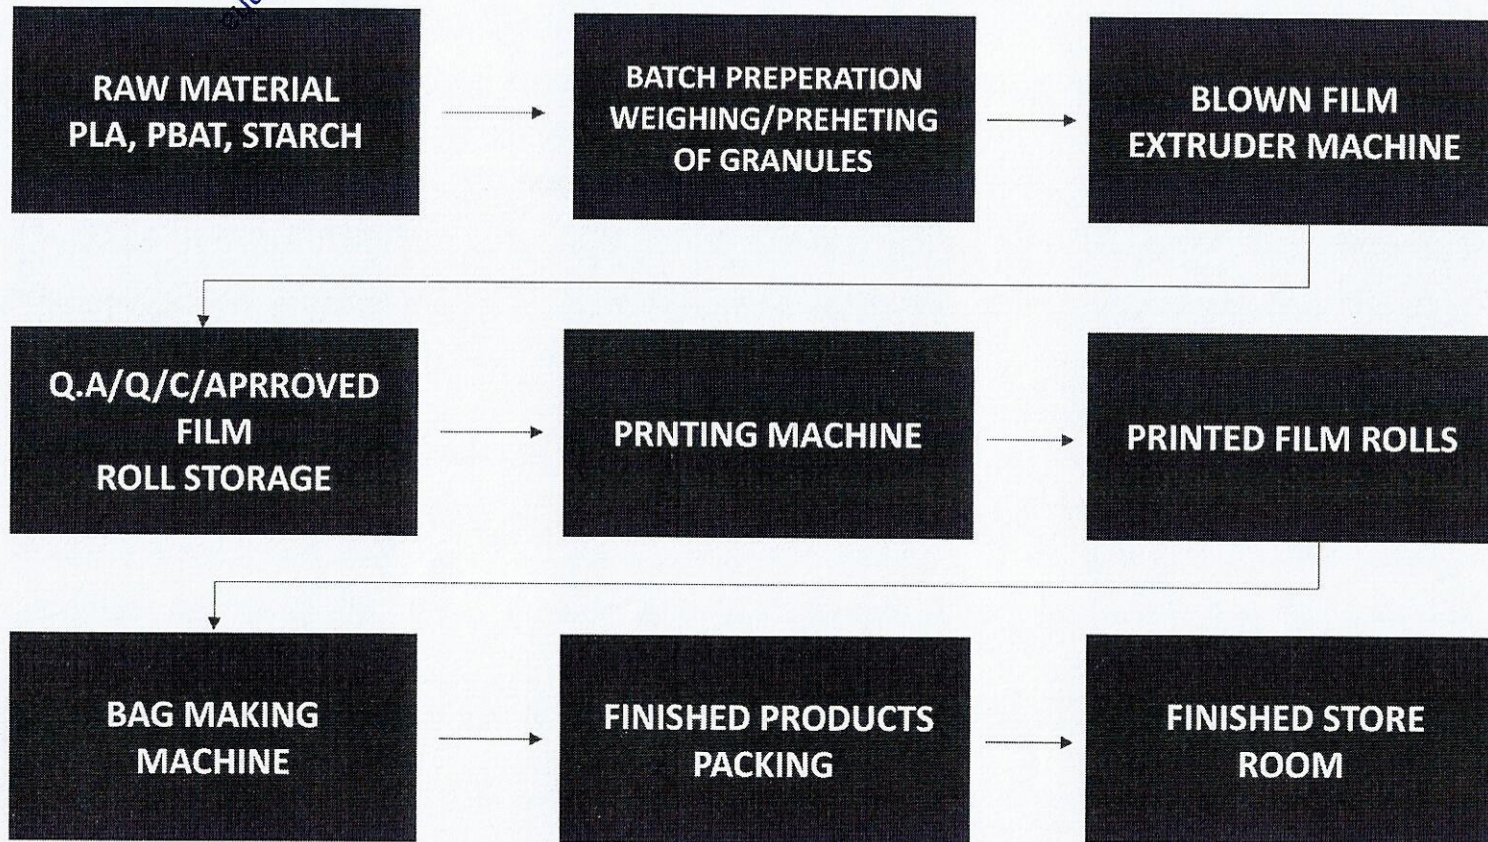 RAW MATERIAL
PLA, PBAT, STARCH
BATCH PREPERATION
WEIGHING/PREHETING
OF GRANULES
BLOWN FILM
EXTRUDER MACHINE
Q.A/Q/C/APRROVED
FILM
ROLL STORAGE
PRNTING MACHINE
PRINTED FILM ROLLS
BAG MAKING
MACHINE
FINISHED PRODUCTS
PACKING
FINISHED STORE
ROOM